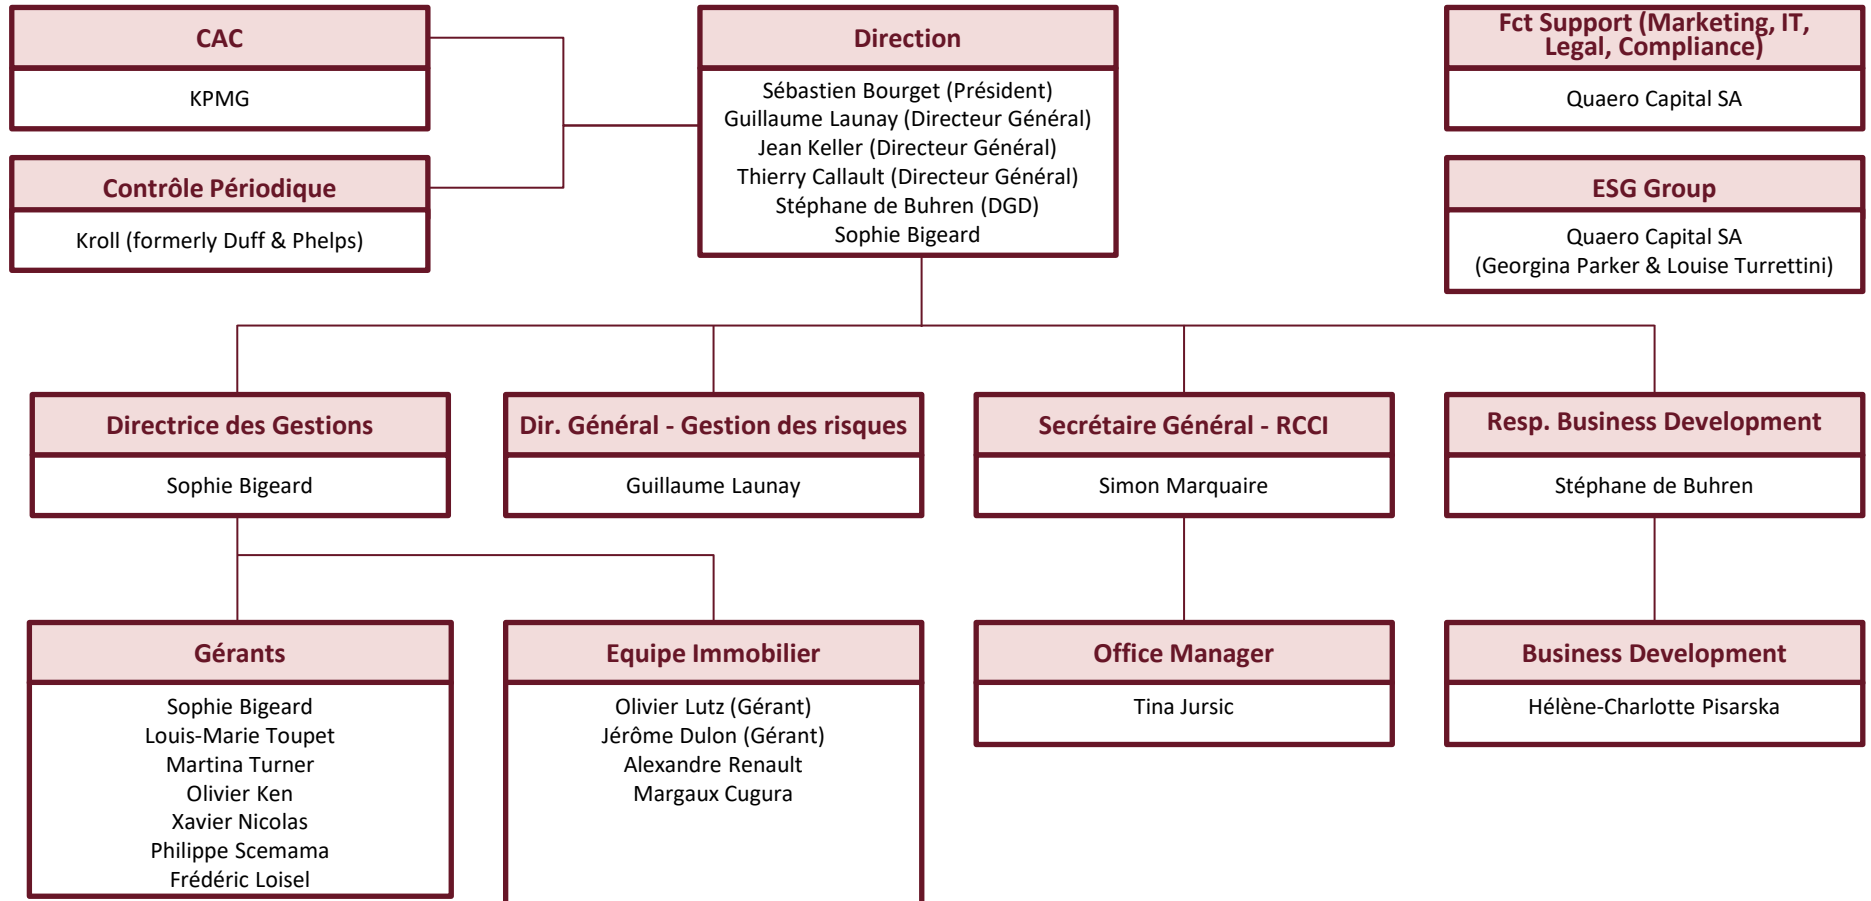 CAC
KPMG
Contrôle Périodique
Kroll (formerly Duff & Phelps)
Direction
Sébastien Bourget (Président)
Guillaume Launay (Directeur Général)
Jean Keller (Directeur Général)
Thierry Callault (Directeur Général)
Stéphane de Buhren (DGD)
Sophie Bigeard
Fct Support (Marketing, IT,
Legal, Compliance)
Quaero Capital SA
ESG Group
Quaero Capital SA
(Georgina Parker & Louise Turrettini)
Directrice des Gestions
Sophie Bigeard
Dir. Général - Gestion des risques
Guillaume Launay
Secrétaire Général - RCCI
Simon Marquaire
Resp. Business Development
Stéphane de Buhren
Gérants
Sophie Bigeard
Louis-Marie Toupet
Martina Turner
Olivier Ken
Xavier Nicolas
Philippe Scemama
Frédéric Loisel
Equipe Immobilier
Olivier Lutz (Gérant)
Jérôme Dulon (Gérant)
Alexandre Renault
Margaux Cugura
Office Manager
Tina Jursic
Business Development
Hélène-Charlotte Pisarska